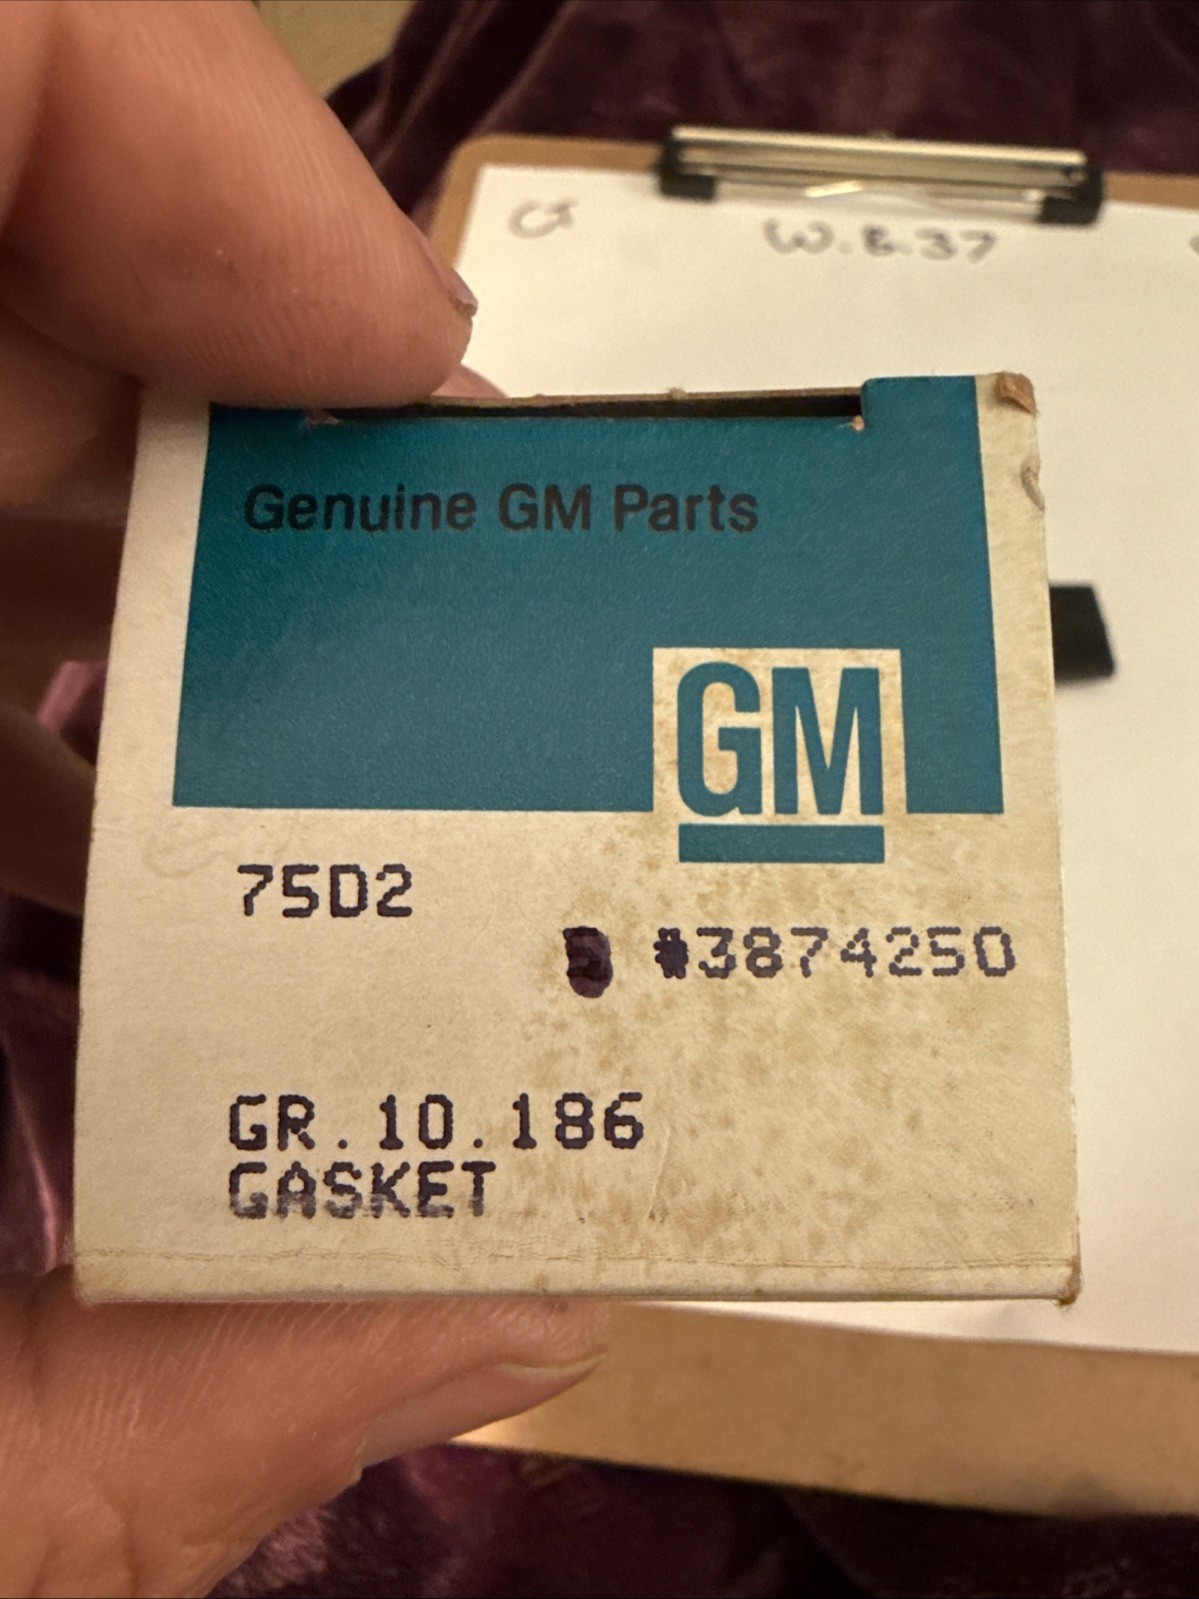 W.B.37
Genuine GM Parts
GM
75D2
#3874250
GR.10.186
GASKET